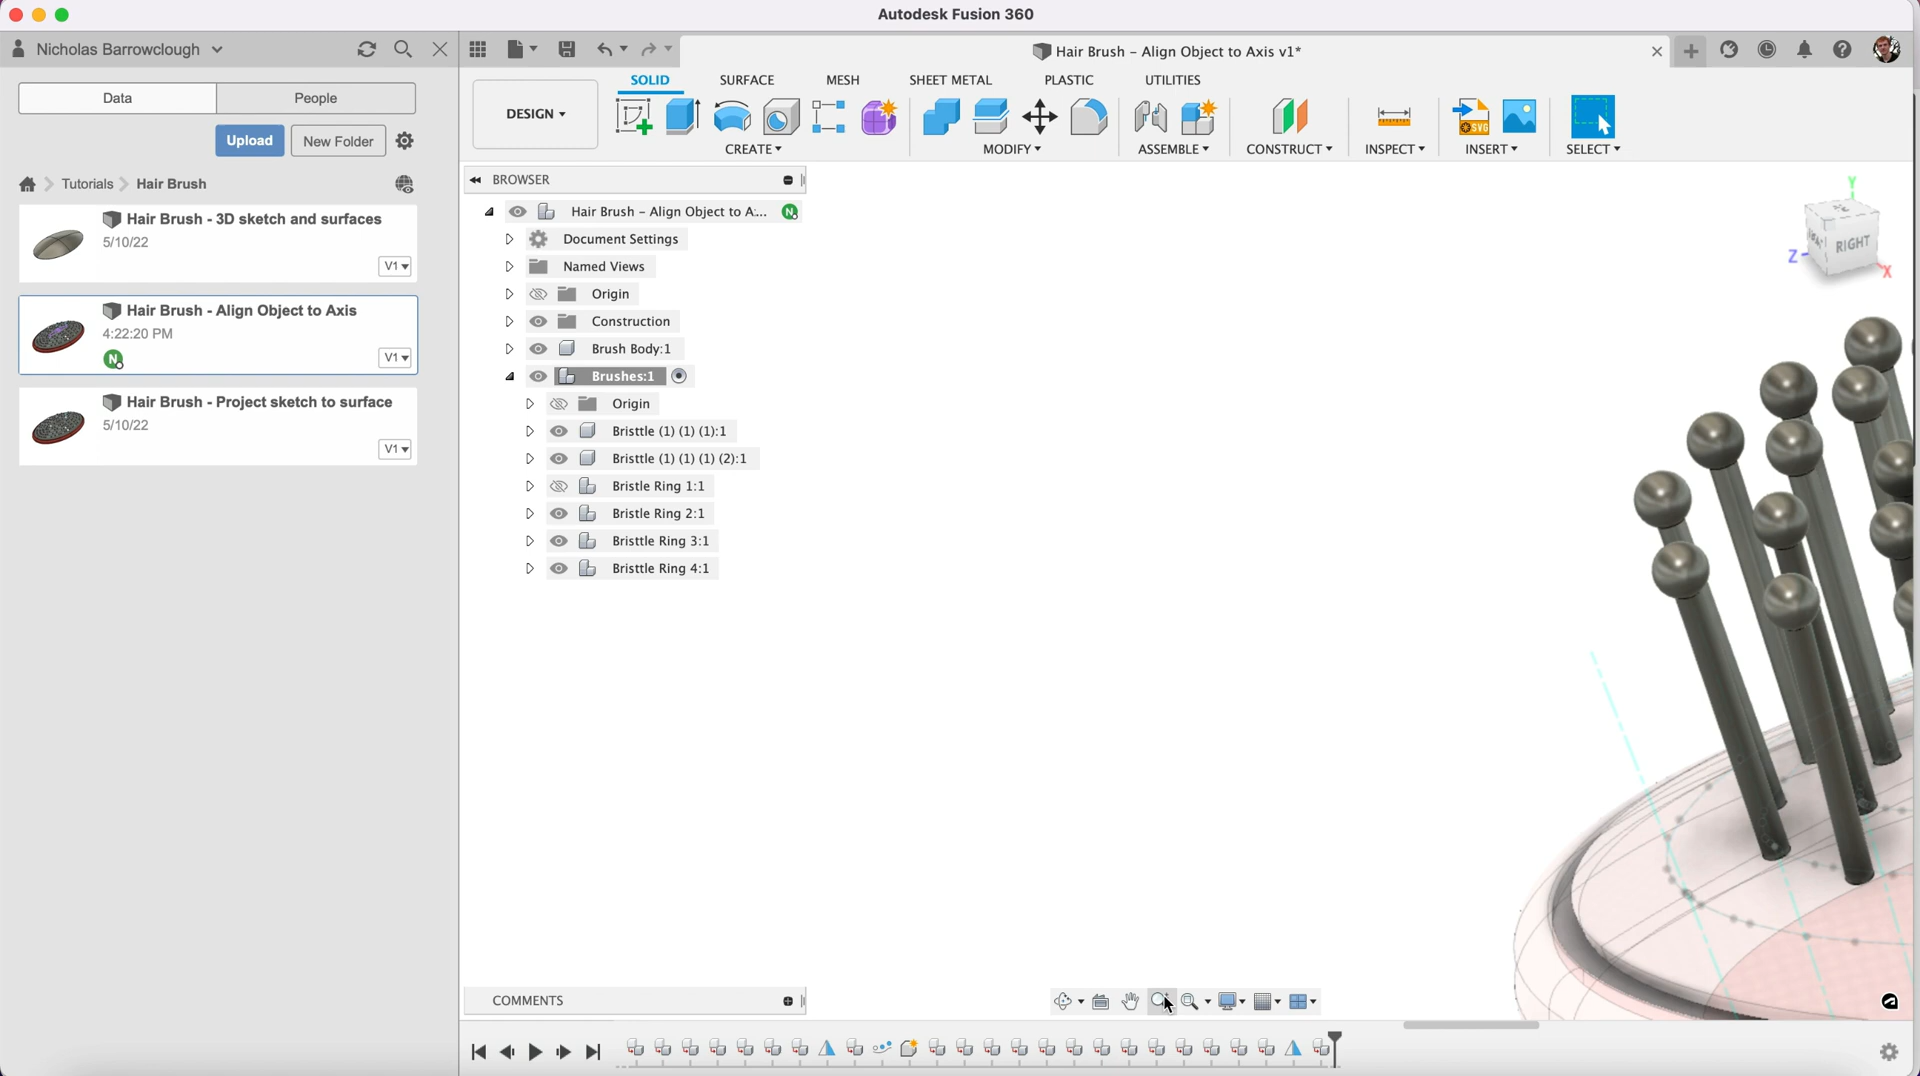 Autodesk Fusion 360
Nicholas Barrowclough
Hair Brush – Align Object to Axis v1*
Data
People
Upload
New Folder
Tutorials
Hair Brush
Hair Brush - 3D sketch and surfaces
5/10/22
V1
Hair Brush - Align Object to Axis
4:22:20 PM
N
V1
Hair Brush - Project sketch to surface
5/10/22
V1
DESIGN
SOLID
SURFACE
MESH
SHEET METAL
PLASTIC
UTILITIES
CREATE
MODIFY
ASSEMBLE
CONSTRUCT
INSPECT
INSERT
SELECT
SVG
BROWSER
Hair Brush – Align Object to A...
N
Document Settings
Named Views
Origin
Construction
Brush Body:1
Brushes:1
Origin
Bristtle (1) (1) (1):1
Bristtle (1) (1) (1) (2):1
Bristle Ring 1:1
Bristle Ring 2:1
Bristtle Ring 3:1
Bristtle Ring 4:1
Y
RIGHT
Z
X
COMMENTS